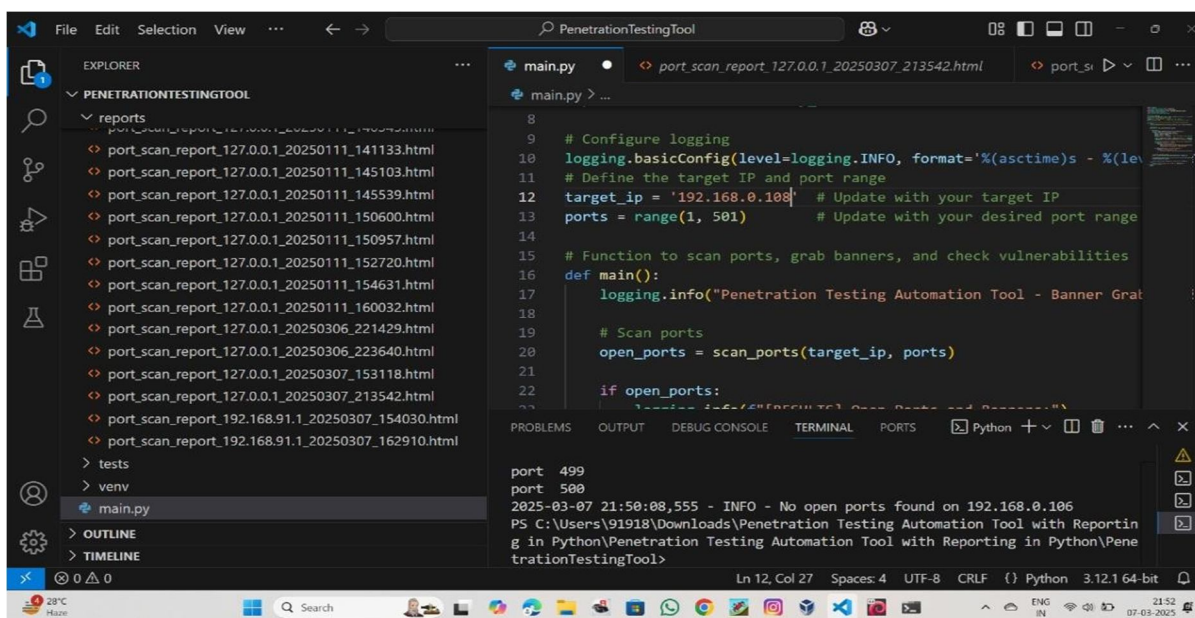 File Edit Selection View ··· ← → PenetrationTestingTool
EXPLORER ···
PENETRATIONTESTINGTOOL
reports
port_scan_report_127.0.0.1_20250111_141133.html
port_scan_report_127.0.0.1_20250111_145103.html
port_scan_report_127.0.0.1_20250111_145539.html
port_scan_report_127.0.0.1_20250111_150600.html
port_scan_report_127.0.0.1_20250111_150957.html
port_scan_report_127.0.0.1_20250111_152720.html
port_scan_report_127.0.0.1_20250111_154631.html
port_scan_report_127.0.0.1_20250111_160032.html
port_scan_report_127.0.0.1_20250306_221429.html
port_scan_report_127.0.0.1_20250306_223640.html
port_scan_report_127.0.0.1_20250307_153118.html
port_scan_report_127.0.0.1_20250307_213542.html
port_scan_report_192.168.91.1_20250307_154030.html
port_scan_report_192.168.91.1_20250307_162910.html
> tests
> venv
main.py
> OUTLINE
> TIMELINE
1
main.py ● <> port_scan_report_127.0.0.1_20250307_213542.html <> port_s
main.py > ...
8
9 # Configure logging
10 logging.basicConfig(level=logging.INFO, format='%(asctime)s - %(lev
11 # Define the target IP and port range
12 target_ip = '192.168.0.108' # Update with your target IP
13 ports = range(1, 501) # Update with your desired port range
14
15 # Function to scan ports, grab banners, and check vulnerabilities
16 def main():
17 logging.info("Penetration Testing Automation Tool - Banner Grab
18
19 # Scan ports
20 open_ports = scan_ports(target_ip, ports)
21
22 if open_ports:
PROBLEMS OUTPUT DEBUG CONSOLE TERMINAL PORTS Python
port 499
port 500
2025-03-07 21:50:08,555 - INFO - No open ports found on 192.168.0.106
PS C:\Users\91918\Downloads\Penetration Testing Automation Tool with Reportin
g in Python\Penetration Testing Automation Tool with Reporting in Python\Pene
trationTestingTool>
0 0 Ln 12, Col 27 Spaces: 4 UTF-8 CRLF {} Python 3.12.1 64-bit
28°C
Haze
Search
ENG
IN
21:52
07-03-2025